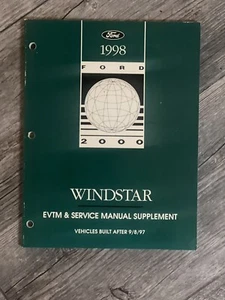 Ford
1998
FORD
2000
WINDSTAR
EVTM & SERVICE MANUAL SUPPLEMENT
VEHICLES BUILT AFTER 9/8/97